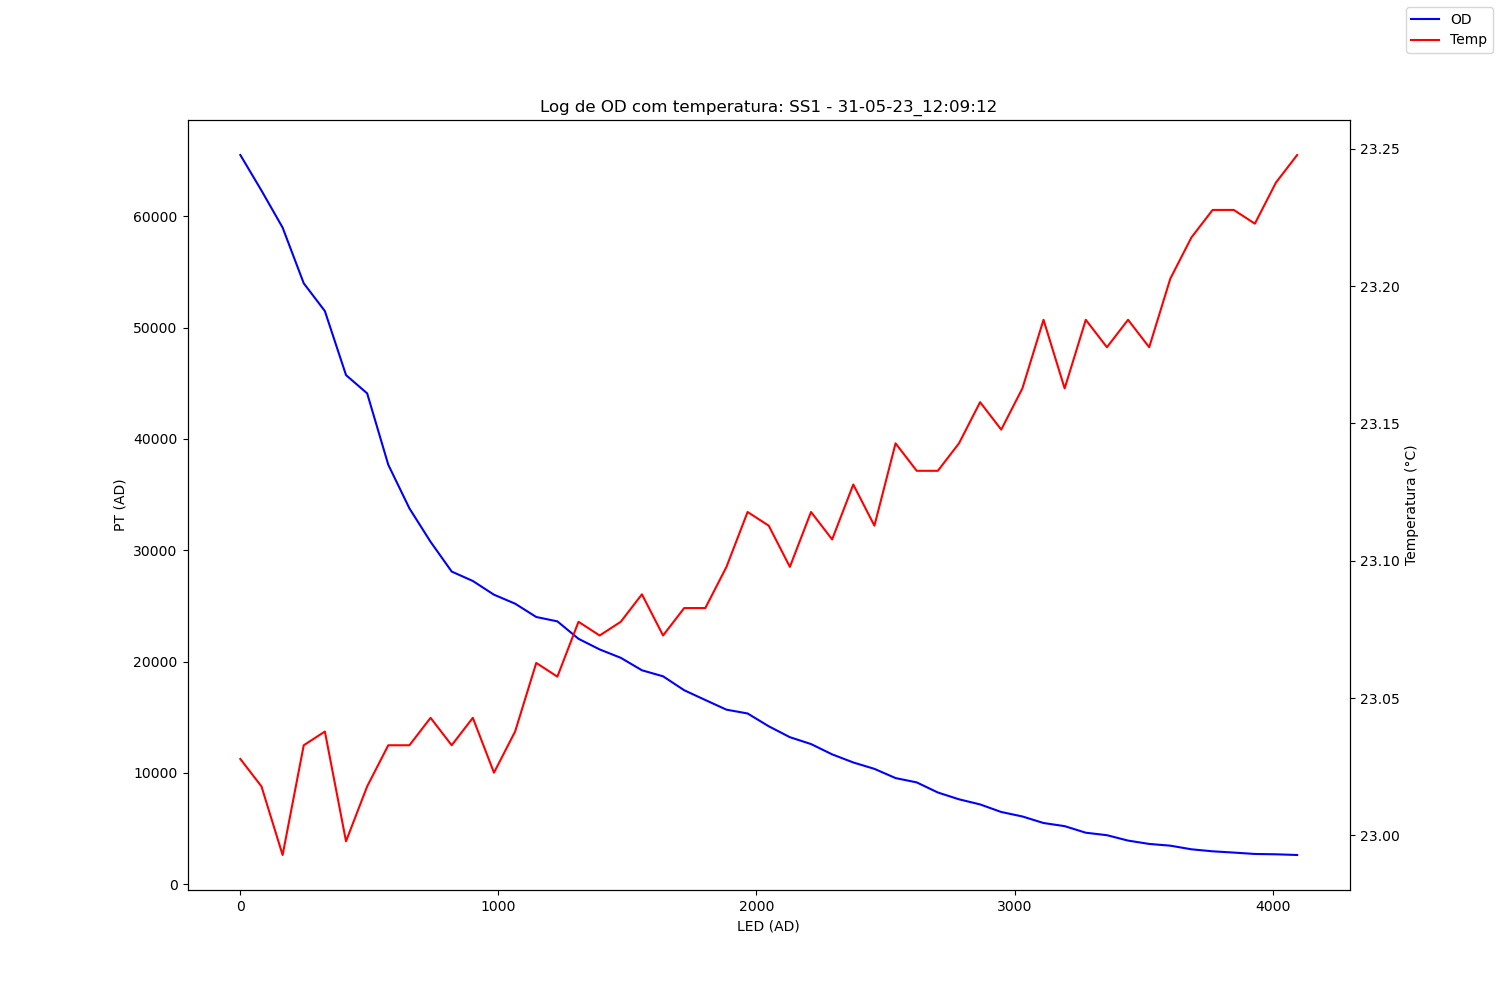 OD
Temp
Log de OD com temperatura: SS1 - 31-05-23_12:09:12
60000
50000
40000
30000
20000
10000
0
PT (AD)
23.25
23.20
23.15
23.10
23.05
23.00
Temperatura (°C)
0 1000 2000 3000 4000
LED (AD)